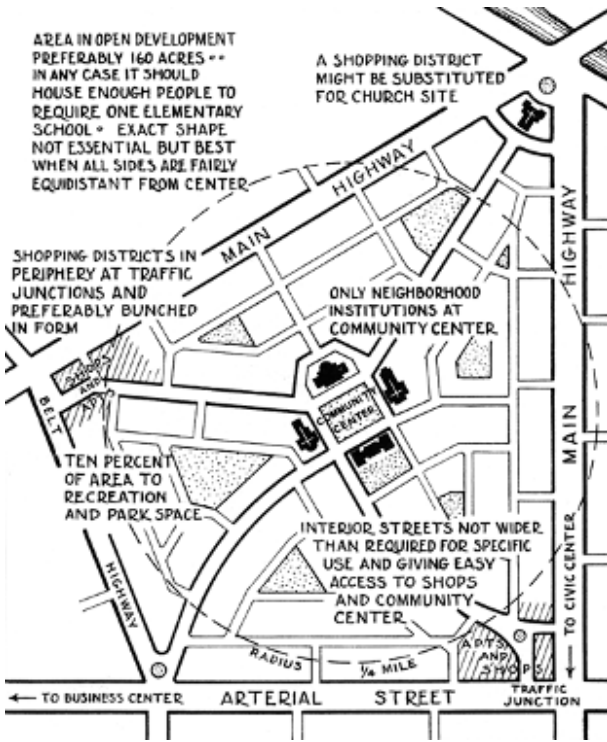 AREA IN OPEN DEVELOPMENT
PREFERABLY 160 ACRES --
IN ANY CASE IT SHOULD
HOUSE ENOUGH PEOPLE TO
REQUIRE ONE ELEMENTARY
SCHOOL • EXACT SHAPE
NOT ESSENTIAL BUT BEST
WHEN ALL SIDES ARE FAIRLY
EQUIDISTANT FROM CENTER
A SHOPPING DISTRICT
MIGHT BE SUBSTITUTED
FOR CHURCH SITE
MAIN HIGHWAY
SHOPPING DISTRICTS IN
PERIPHERY AT TRAFFIC
JUNCTIONS AND
PREFERABLY BUNCHED
IN FORM
ONLY NEIGHBORHOOD
INSTITUTIONS AT
COMMUNITY CENTER
MAIN HIGHWAY
SHOPS
AND
BELT HIGHWAY
COMMUNITY
CENTER
TEN PERCENT
OF AREA TO
RECREATION
AND PARK SPACE
INTERIOR STREETS NOT WIDER
THAN REQUIRED FOR SPECIFIC
USE AND GIVING EASY
ACCESS TO SHOPS
AND COMMUNITY
CENTER
→ TO CIVIC CENTER
RADIUS 1/4 MILE
APTS
AND
SHOPS
TRAFFIC
JUNCTION
← TO BUSINESS CENTER
ARTERIAL STREET